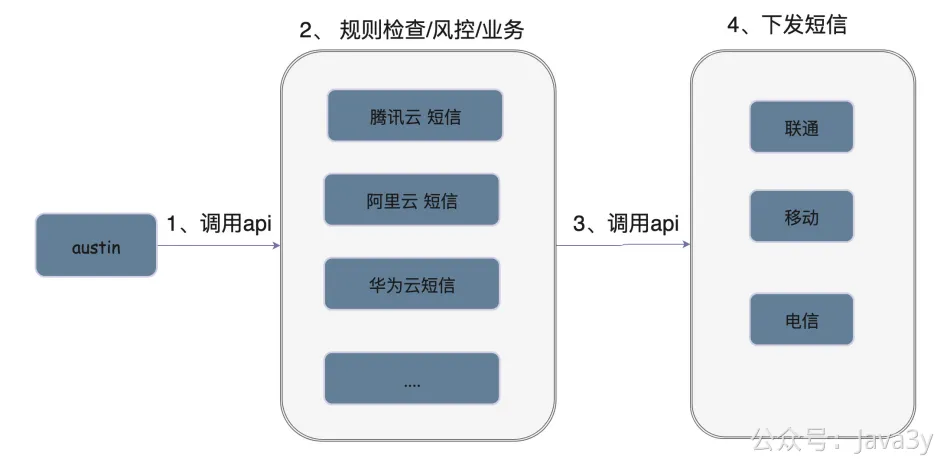 2、 规则检查/风控/业务
4、下发短信
腾讯云 短信
联通
阿里云 短信
移动
1、调用api
3、调用api
austin
华为云短信
电信
....
公众号：Java3y